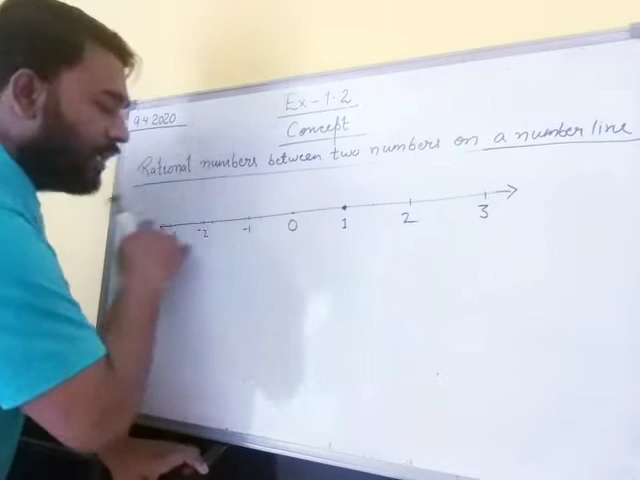 9.4.2020
Ex-1.2
Concept
Rational numbers between two numbers on a number line
-2 -1 0 1 2 3